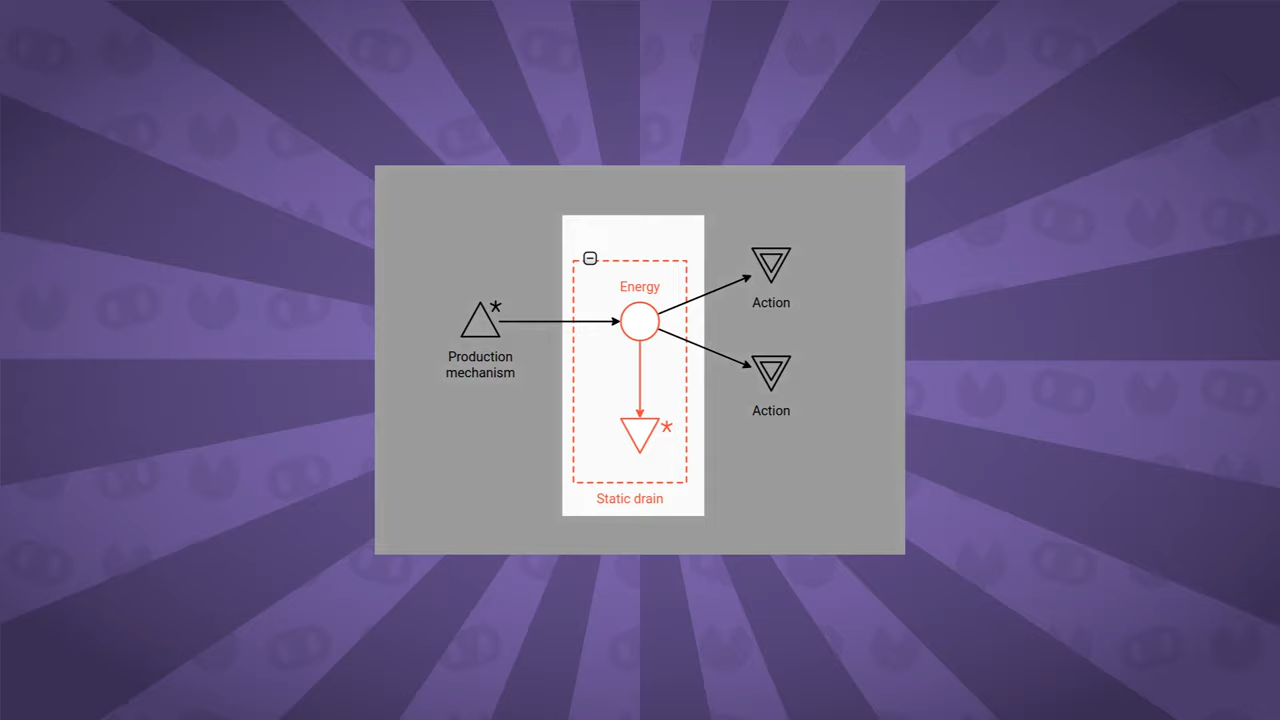 Energy
Action
Production
mechanism
Action
Static drain